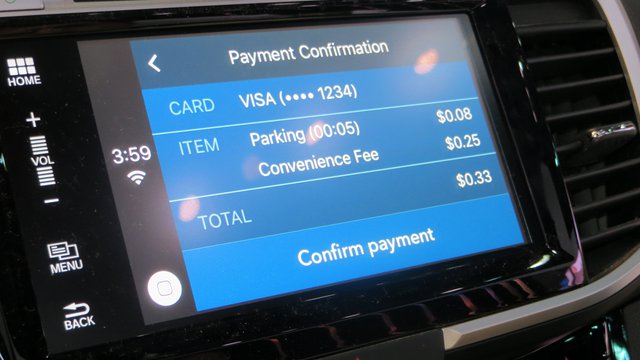 Payment Confirmation
HOME
CARD VISA (•••• 1234)
+
VOL
-
3:59
ITEM Parking (00:05) $0.08
Convenience Fee $0.25
TOTAL $0.33
Confirm payment
MENU
BACK